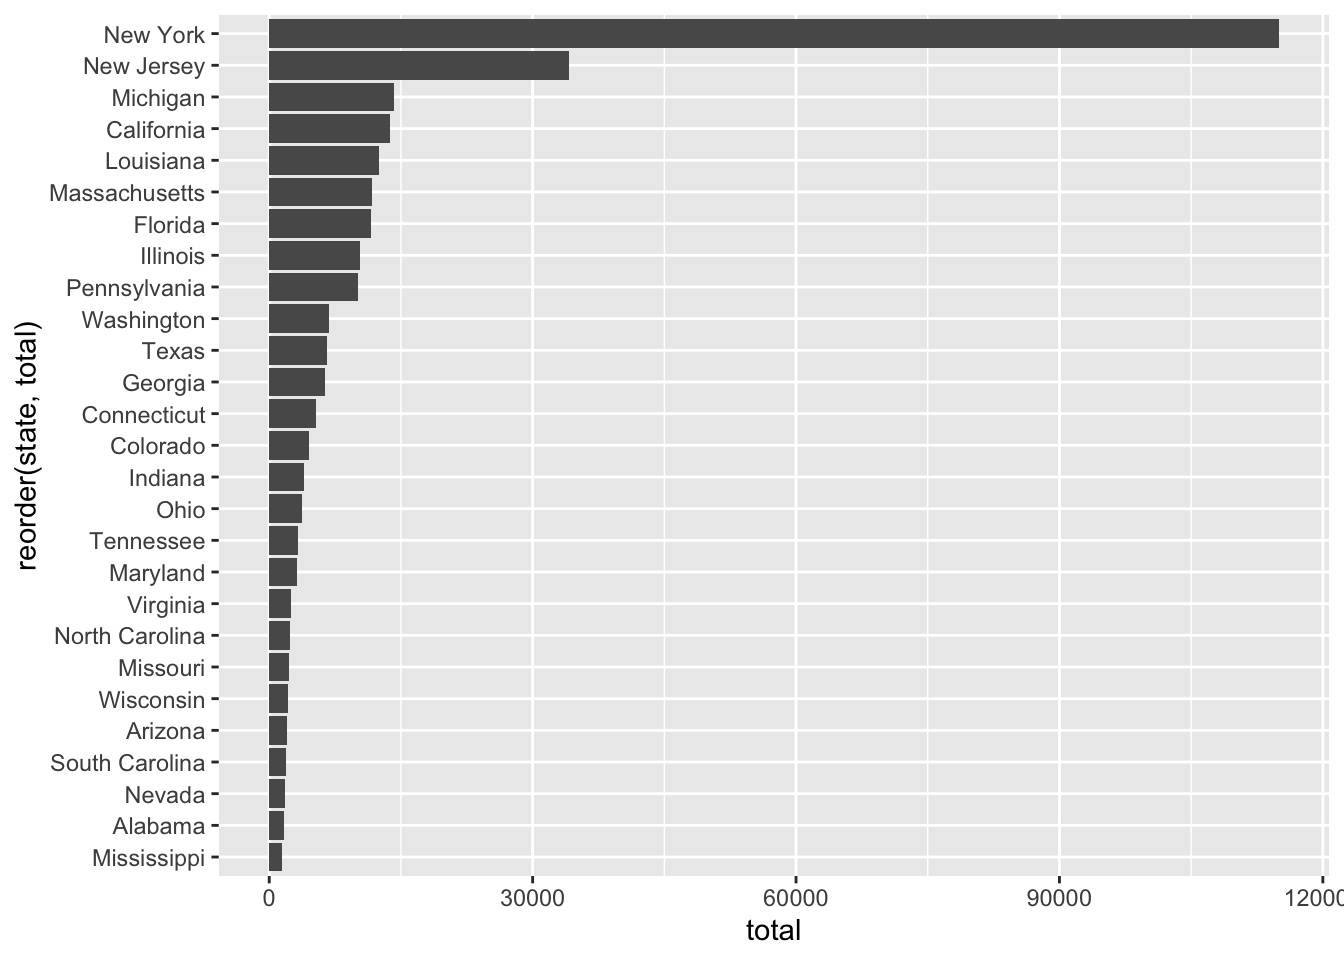 New York
New Jersey
Michigan
California
Louisiana
Massachusetts
Florida
Illinois
Pennsylvania
Washington
Texas
Georgia
Connecticut
Colorado
Indiana
Ohio
Tennessee
Maryland
Virginia
North Carolina
Missouri
Wisconsin
Arizona
South Carolina
Nevada
Alabama
Mississippi
reorder(state, total)
0 30000 60000 90000 12000
total